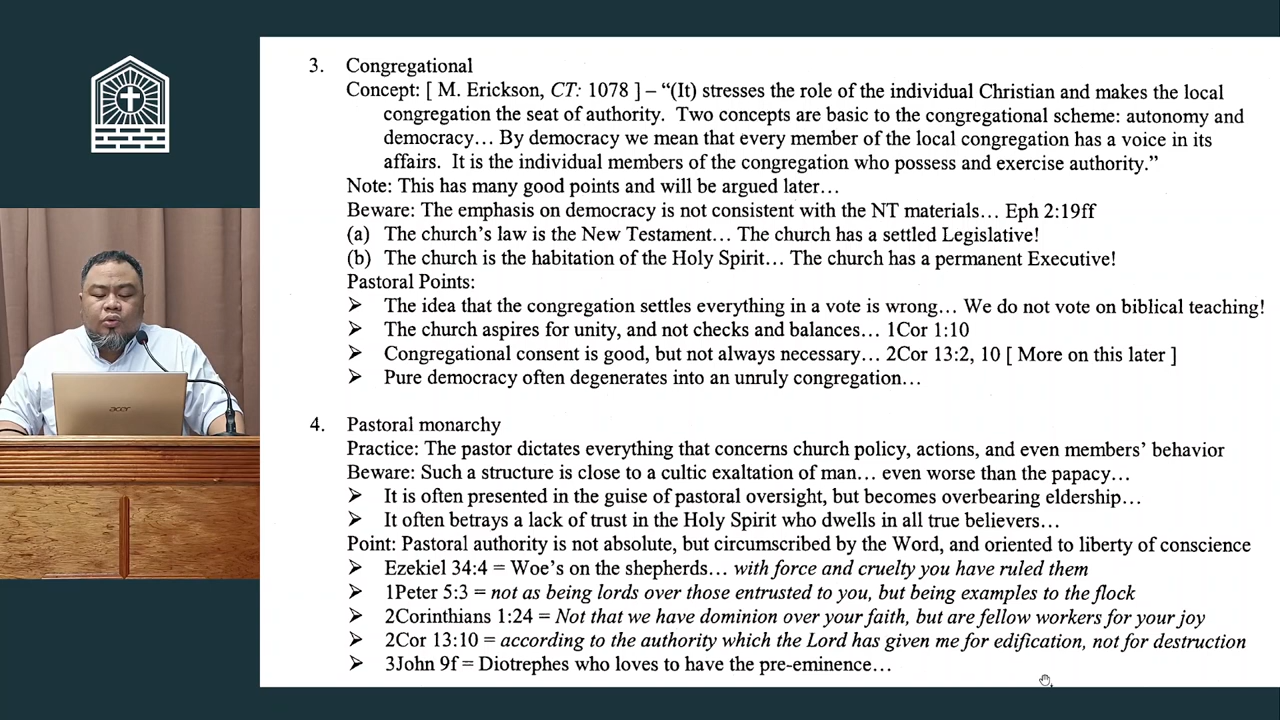 3. Congregational
Concept: [ M. Erickson, CT: 1078 ] – “(It) stresses the role of the individual Christian and makes the local
congregation the seat of authority. Two concepts are basic to the congregational scheme: autonomy and
democracy… By democracy we mean that every member of the local congregation has a voice in its
affairs. It is the individual members of the congregation who possess and exercise authority.”
Note: This has many good points and will be argued later…
Beware: The emphasis on democracy is not consistent with the NT materials… Eph 2:19ff
(a) The church’s law is the New Testament… The church has a settled Legislative!
(b) The church is the habitation of the Holy Spirit… The church has a permanent Executive!
Pastoral Points:
➢ The idea that the congregation settles everything in a vote is wrong… We do not vote on biblical teaching!
➢ The church aspires for unity, and not checks and balances… 1Cor 1:10
➢ Congregational consent is good, but not always necessary… 2Cor 13:2, 10 [ More on this later ]
➢ Pure democracy often degenerates into an unruly congregation…
4. Pastoral monarchy
Practice: The pastor dictates everything that concerns church policy, actions, and even members’ behavior
Beware: Such a structure is close to a cultic exaltation of man… even worse than the papacy…
➢ It is often presented in the guise of pastoral oversight, but becomes overbearing eldership…
➢ It often betrays a lack of trust in the Holy Spirit who dwells in all true believers…
Point: Pastoral authority is not absolute, but circumscribed by the Word, and oriented to liberty of conscience
➢ Ezekiel 34:4 = Woe’s on the shepherds… with force and cruelty you have ruled them
➢ 1Peter 5:3 = not as being lords over those entrusted to you, but being examples to the flock
➢ 2Corinthians 1:24 = Not that we have dominion over your faith, but are fellow workers for your joy
➢ 2Cor 13:10 = according to the authority which the Lord has given me for edification, not for destruction
➢ 3John 9f = Diotrephes who loves to have the pre-eminence…
acer